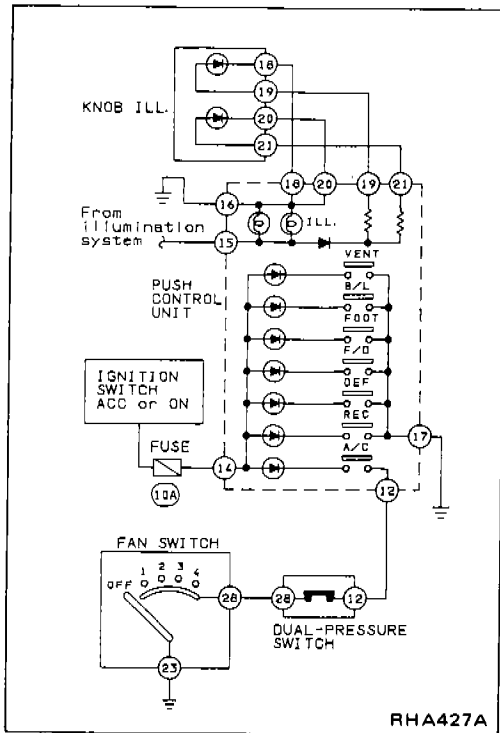 18
KNOB ILL.
19
20
21
18 20 19 21
16
From
illumination
system
ILL.
15
VENT
PUSH
CONTROL
UNIT
B/L
FOOT
F/D
DEF
REC
A/C
IGNITION
SWITCH
ACC or ON
FUSE
10A
14
17
12
FAN SWITCH
OFF 1 2 3 4
28
28
12
DUAL-PRESSURE
SWITCH
23
RHA427A